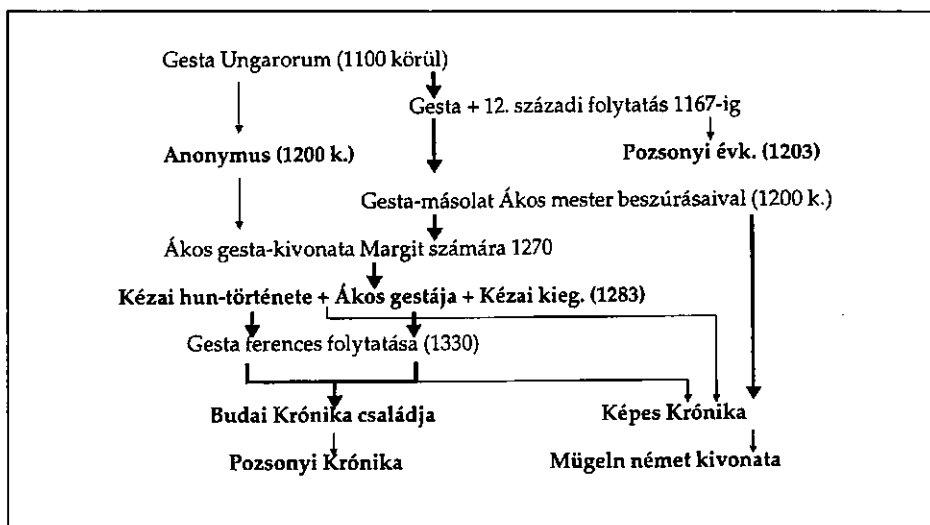 Gesta Ungarorum (1100 körül)
Gesta + 12. századi folytatás 1167-ig
Anonymus (1200 k.)
Pozsonyi évk. (1203)
Gesta-másolat Ákos mester beszúrásaival (1200 k.)
Ákos gesta-kivonata Margit számára 1270
Kézai hun-története + Ákos gestája + Kézai kieg. (1283)
Gesta ferences folytatása (1330)
Budai Krónika családja
Képes Krónika
Pozsonyi Krónika
Mügeln német kivonata